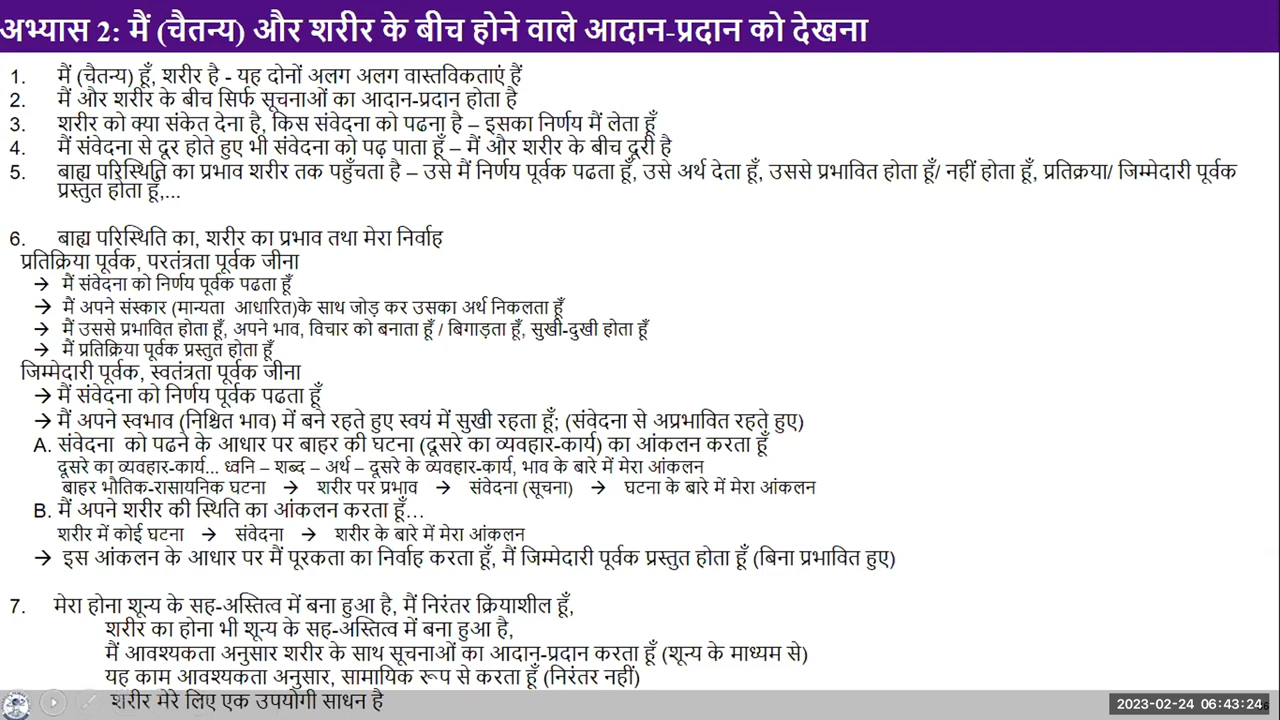 अभ्यास 2: मैं (चैतन्य) और शरीर के बीच होने वाले आदान-प्रदान को देखना
1. मैं (चैतन्य) हूँ, शरीर है - यह दोनों अलग अलग वास्तविकताएं हैं
2. मैं और शरीर के बीच सिर्फ सूचनाओं का आदान-प्रदान होता है
3. शरीर को क्या संकेत देना है, किस संवेदना को पढना है – इसका निर्णय मैं लेता हूँ
4. मैं संवेदना से दूर होते हुए भी संवेदना को पढ़ पाता हूँ – मैं और शरीर के बीच दूरी है
5. बाह्य परिस्थिति का प्रभाव शरीर तक पहुँचता है – उसे मैं निर्णय पूर्वक पढता हूँ, उसे अर्थ देता हूँ, उससे प्रभावित होता हूँ/ नहीं होता हूँ, प्रतिक्रया/ जिम्मेदारी पूर्वक
प्रस्तुत होता हूँ,...
6. बाह्य परिस्थिति का, शरीर का प्रभाव तथा मेरा निर्वाह
प्रतिक्रिया पूर्वक, परतंत्रता पूर्वक जीना
→ मैं संवेदना को निर्णय पूर्वक पढता हूँ
→ मैं अपने संस्कार (मान्यता आधारित)के साथ जोड़ कर उसका अर्थ निकलता हूँ
→ मैं उससे प्रभावित होता हूँ, अपने भाव, विचार को बनाता हूँ / बिगाड़ता हूँ, सुखी-दुखी होता हूँ
→ मैं प्रतिक्रिया पूर्वक प्रस्तुत होता हूँ
जिम्मेदारी पूर्वक, स्वतंत्रता पूर्वक जीना
→ मैं संवेदना को निर्णय पूर्वक पढता हूँ
→ मैं अपने स्वभाव (निश्चित भाव) में बने रहते हुए स्वयं में सुखी रहता हूँ; (संवेदना से अप्रभावित रहते हुए)
A. संवेदना को पढने के आधार पर बाहर की घटना (दूसरे का व्यवहार-कार्य) का आंकलन करता हूँ
दूसरे का व्यवहार-कार्य... ध्वनि – शब्द – अर्थ – दूसरे के व्यवहार-कार्य, भाव के बारे में मेरा आंकलन
बाहर भौतिक-रासायनिक घटना → शरीर पर प्रभाव → संवेदना (सूचना) → घटना के बारे में मेरा आंकलन
B. मैं अपने शरीर की स्थिति का आंकलन करता हूँ…
शरीर में कोई घटना → संवेदना → शरीर के बारे में मेरा आंकलन
→ इस आंकलन के आधार पर मैं पूरकता का निर्वाह करता हूँ, मैं जिम्मेदारी पूर्वक प्रस्तुत होता हूँ (बिना प्रभावित हुए)
7. मेरा होना शून्य के सह-अस्तित्व में बना हुआ है, मैं निरंतर क्रियाशील हूँ,
शरीर का होना भी शून्य के सह-अस्तित्व में बना हुआ है,
मैं आवश्यकता अनुसार शरीर के साथ सूचनाओं का आदान-प्रदान करता हूँ (शून्य के माध्यम से)
यह काम आवश्यकता अनुसार, सामायिक रूप से करता हूँ (निरंतर नहीं)
शरीर मेरे लिए एक उपयोगी साधन है
2023-02-24 06:43:24